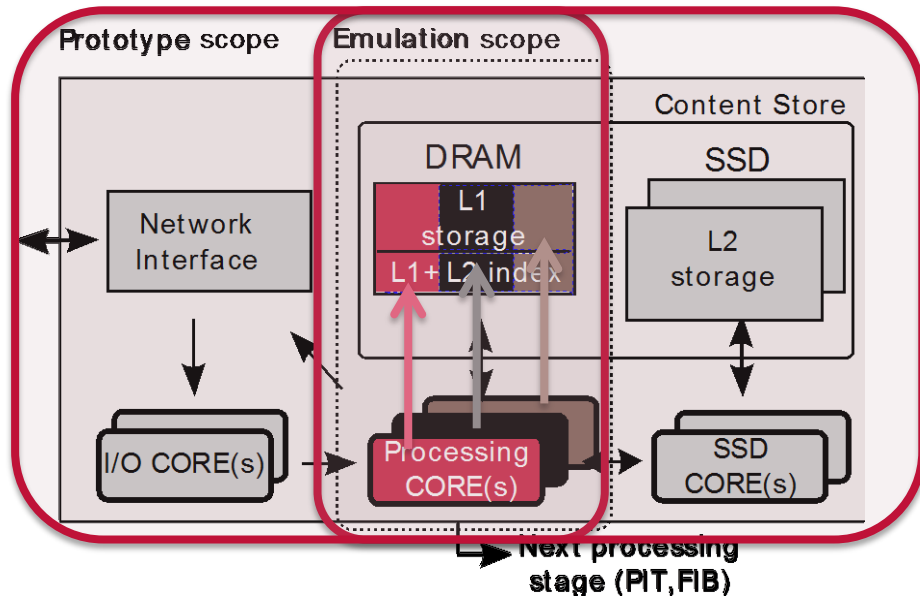 Prototype scope
Emulation scope
Content Store
DRAM
SSD
L1
storage
L1+ L2 index
Network
Interface
L2
storage
I/O CORE(s)
Processing
CORE(s)
SSD
CORE(s)
Next processing
stage (PIT,FIB)